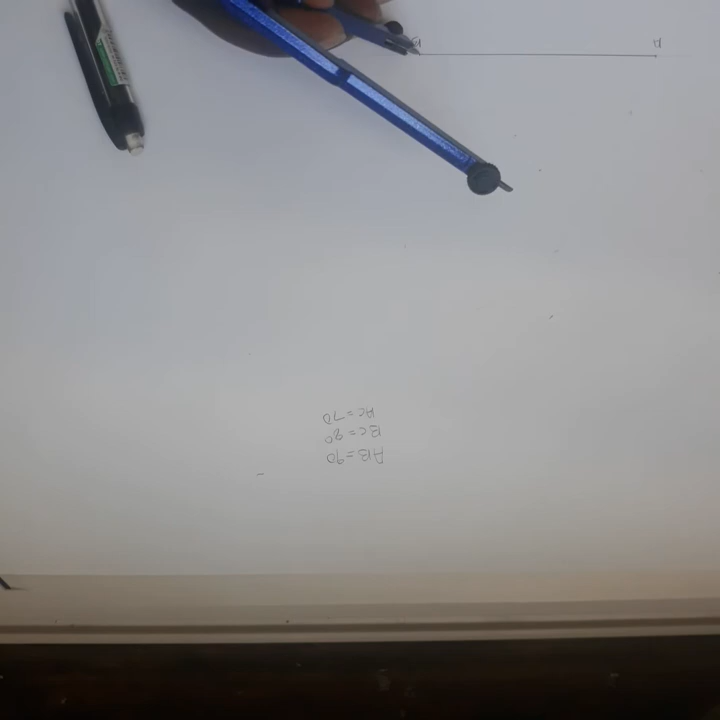 AB = 90
BC = 80
AC = 70
A
B